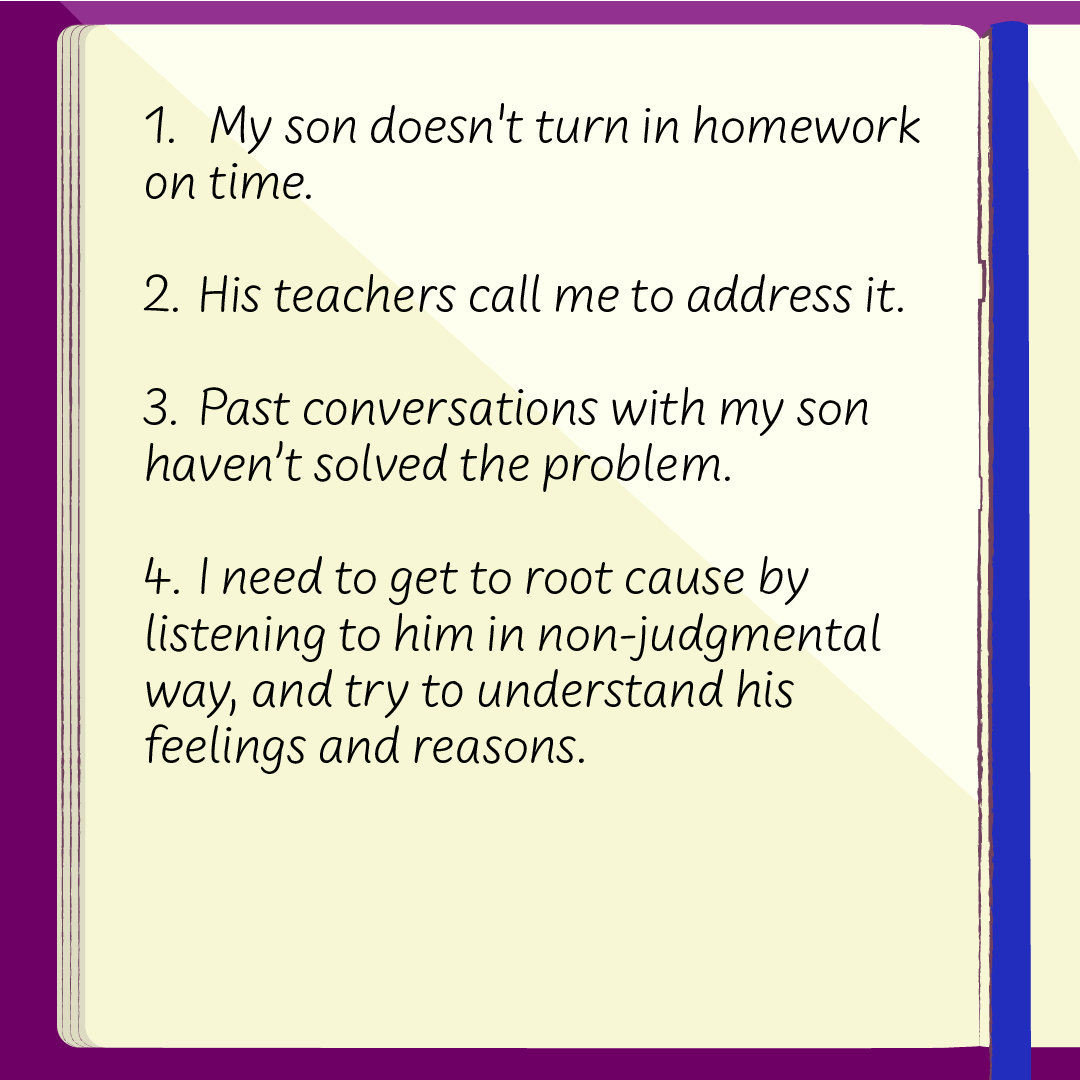 1. My son doesn't turn in homework
on time.
2. His teachers call me to address it.
3. Past conversations with my son
haven’t solved the problem.
4. I need to get to root cause by
listening to him in non-judgmental
way, and try to understand his
feelings and reasons.